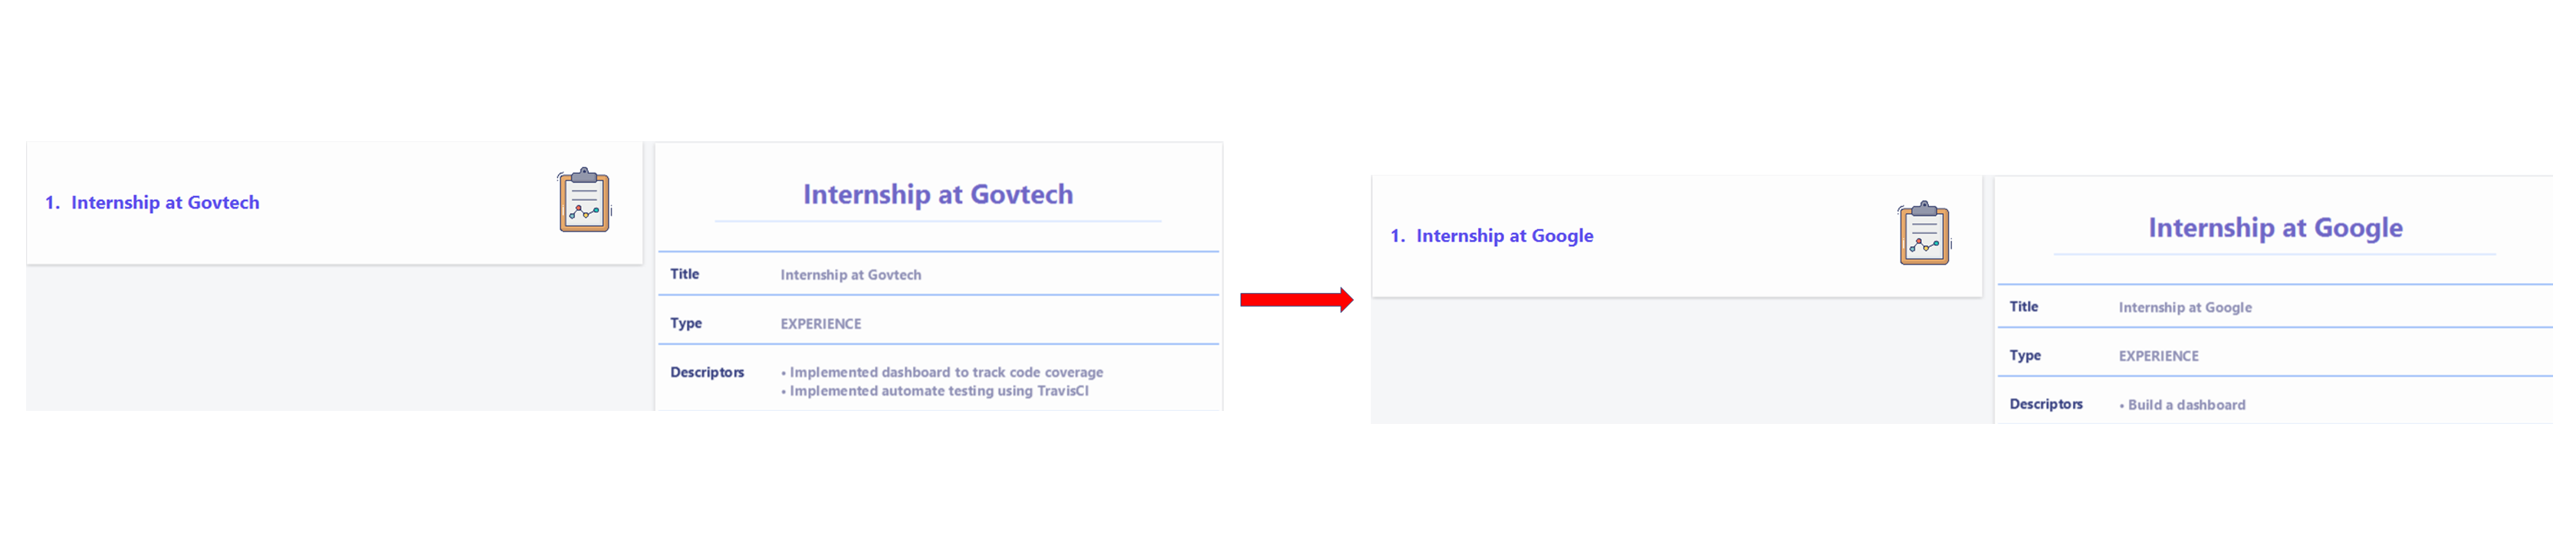 1. Internship at Govtech
i
Internship at Govtech
Title Internship at Govtech
Type EXPERIENCE
Descriptors • Implemented dashboard to track code coverage
• Implemented automate testing using TravisCI
1. Internship at Google
i
Internship at Google
Title Internship at Google
Type EXPERIENCE
Descriptors • Build a dashboard